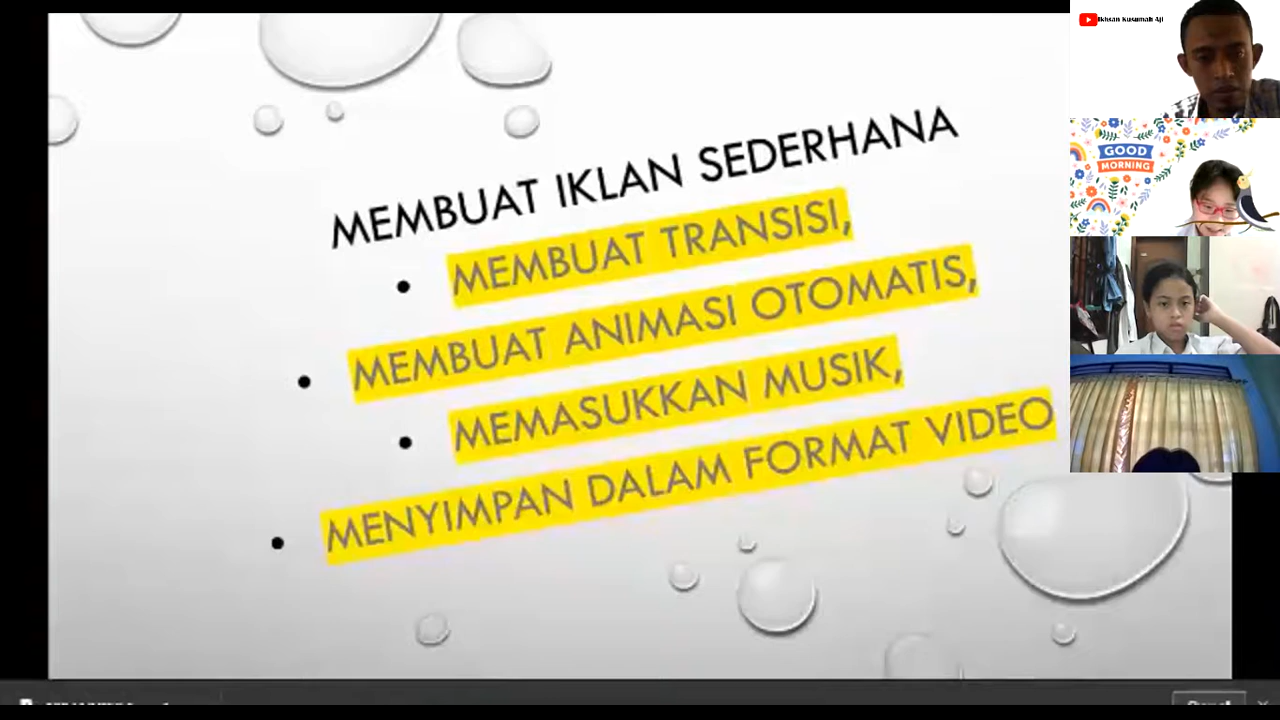 MEMBUAT IKLAN SEDERHANA
• MEMBUAT TRANSISI,
• MEMBUAT ANIMASI OTOMATIS,
• MEMASUKKAN MUSIK,
• MENYIMPAN DALAM FORMAT VIDEO
Ikhsan Kusumah Aji
GOOD
MORNING